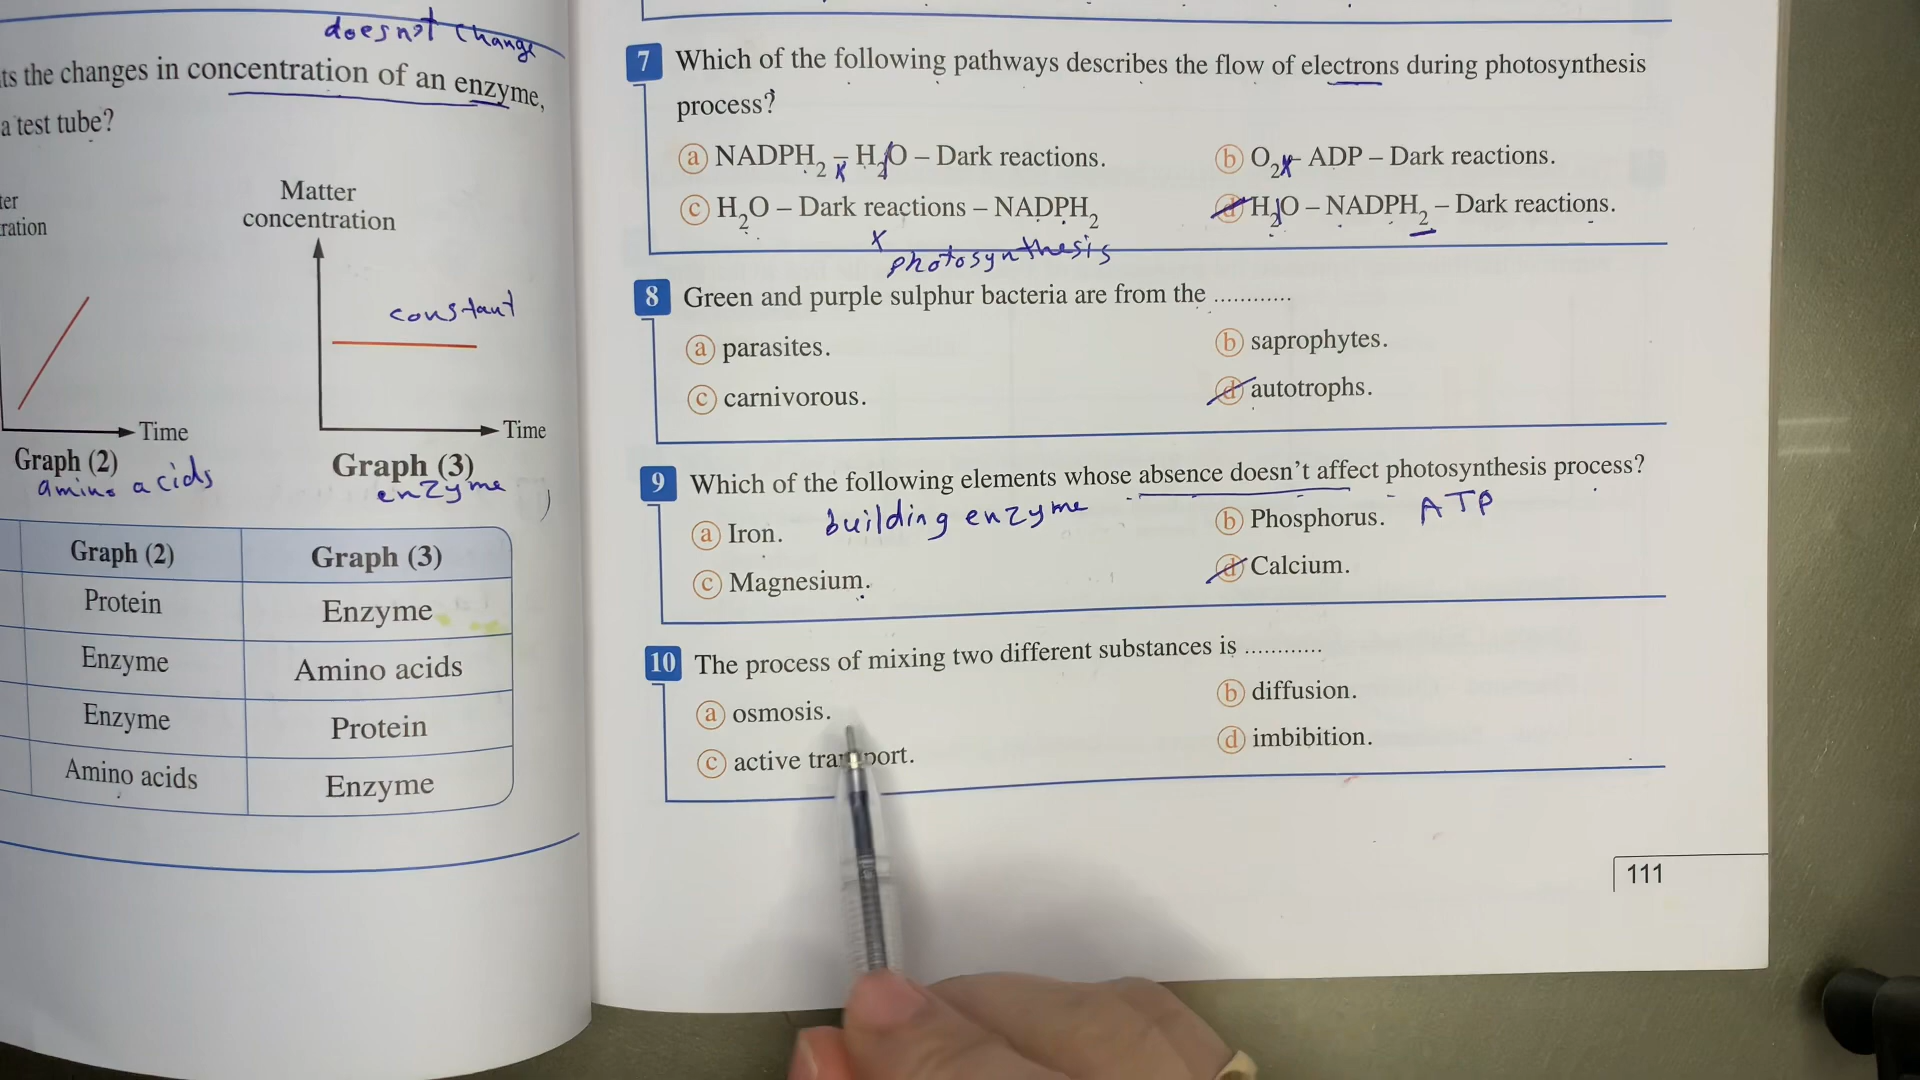 doesnot change
ts the changes in concentration of an enzyme,
a test tube?
ter
ration
Matter
concentration
constant
Time
Time
Graph (2)
amino acids
Graph (3)
enzyme
Graph (2) Graph (3)
Protein Enzyme
Enzyme Amino acids
Enzyme Protein
Amino acids Enzyme
7 Which of the following pathways describes the flow of electrons during photosynthesis
process?
a NADPH2 – H2O – Dark reactions.
b O2 – ADP – Dark reactions.
c H2O – Dark reactions – NADPH2
d H2O – NADPH2 – Dark reactions.
x
photosynthesis
8 Green and purple sulphur bacteria are from the ............
a parasites.
b saprophytes.
c carnivorous.
d autotrophs.
9 Which of the following elements whose absence doesn't affect photosynthesis process?
a Iron. building enzyme
b Phosphorus. ATP
c Magnesium.
d Calcium.
10 The process of mixing two different substances is ............
a osmosis.
b diffusion.
c active transport.
d imbibition.
111